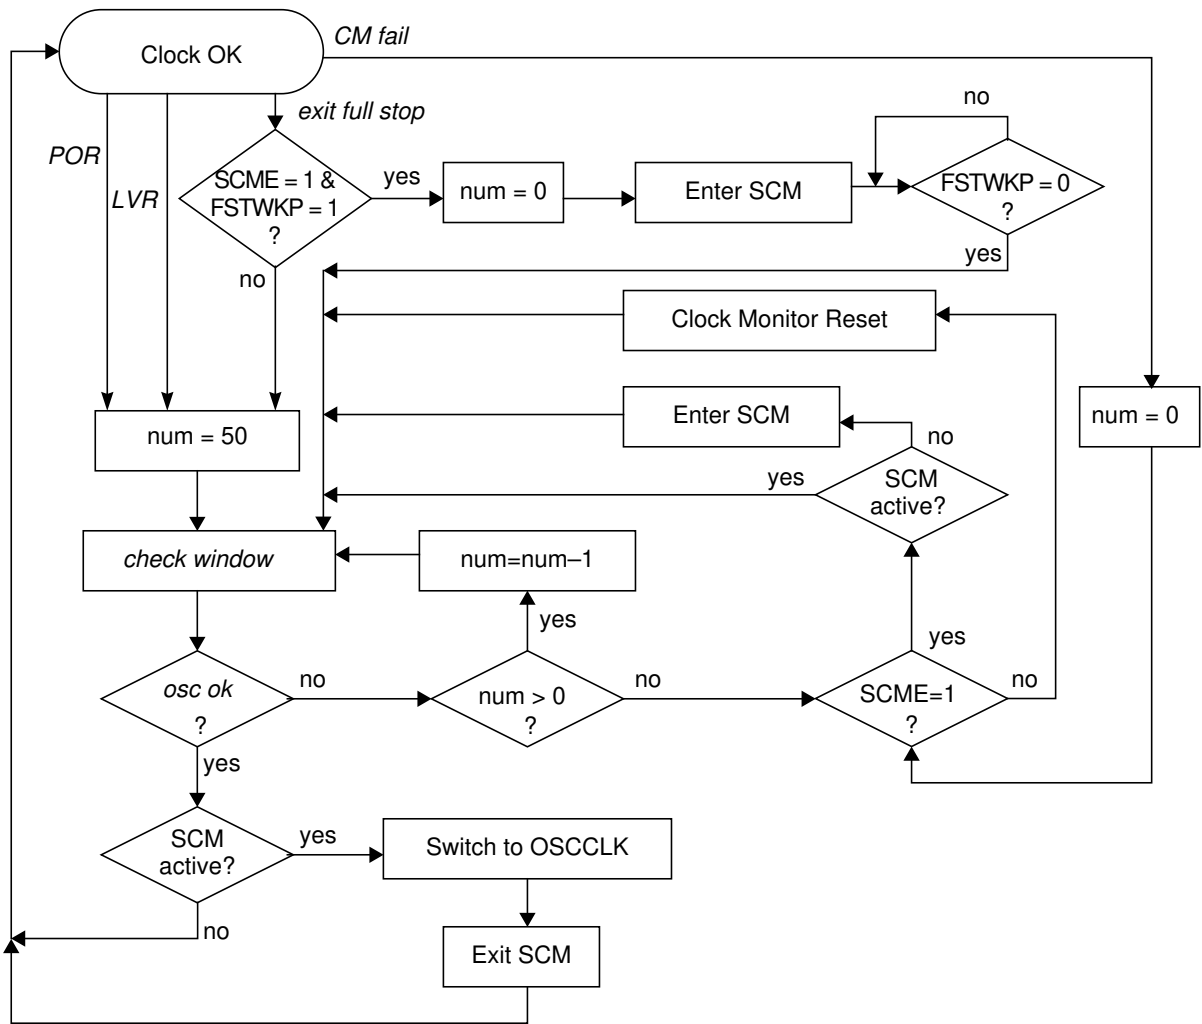 CM fail
Clock OK
exit full stop
no
POR
SCME = 1 &
FSTWKP = 1
?
yes
num = 0
Enter SCM
FSTWKP = 0
?
LVR
yes
no
Clock Monitor Reset
Enter SCM
num = 0
num = 50
no
yes
SCM
active?
check window
num=num–1
yes
yes
osc ok
?
no
num > 0
?
no
SCME=1
?
no
yes
SCM
active?
yes
Switch to OSCCLK
no
Exit SCM